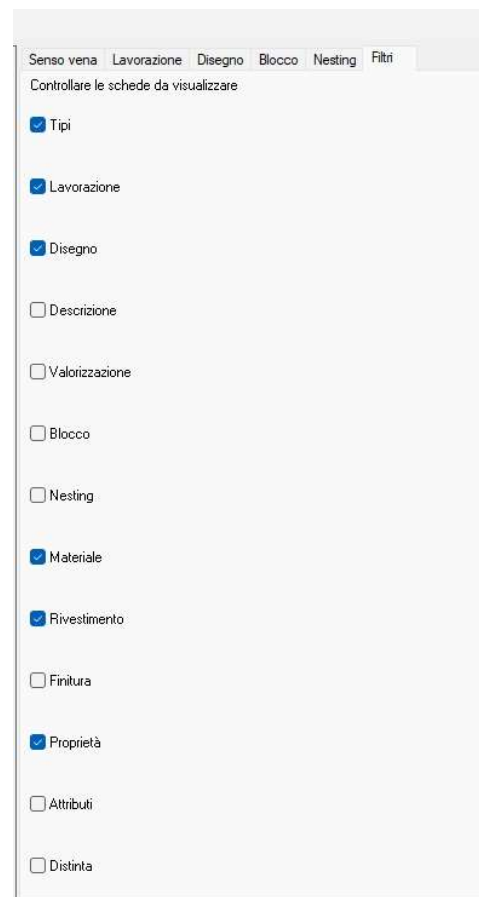 Senso vena Lavorazione Disegno Blocco Nesting Filtri
Controllare le schede da visualizzare
Tipi
Lavorazione
Disegno
Descrizione
Valorizzazione
Blocco
Nesting
Materiale
Rivestimento
Finitura
Proprietà
Attributi
Distinta